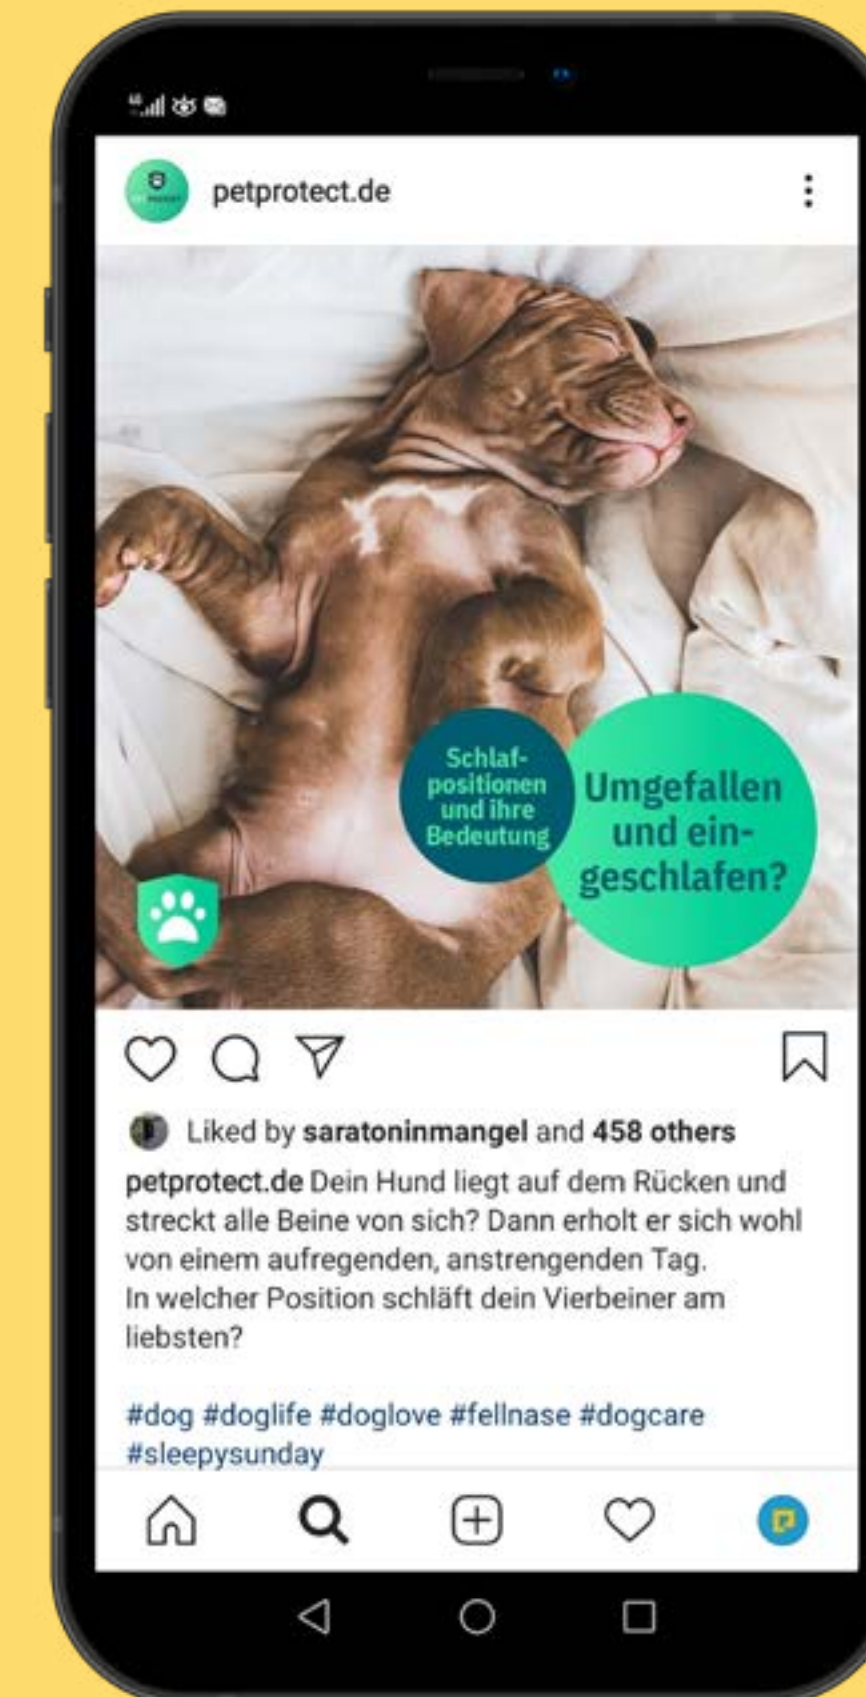 petprotect.de
Schlaf-
positionen
und ihre
Bedeutung
Umgefallen
und ein-
geschlafen?
Liked by saratoninmangel and 458 others
petprotect.de Dein Hund liegt auf dem Rücken und
streckt alle Beine von sich? Dann erholt er sich wohl
von einem aufregenden, anstrengenden Tag.
In welcher Position schläft dein Vierbeiner am
liebsten?
#dog #doglife #doglove #fellnase #dogcare
#sleepysunday